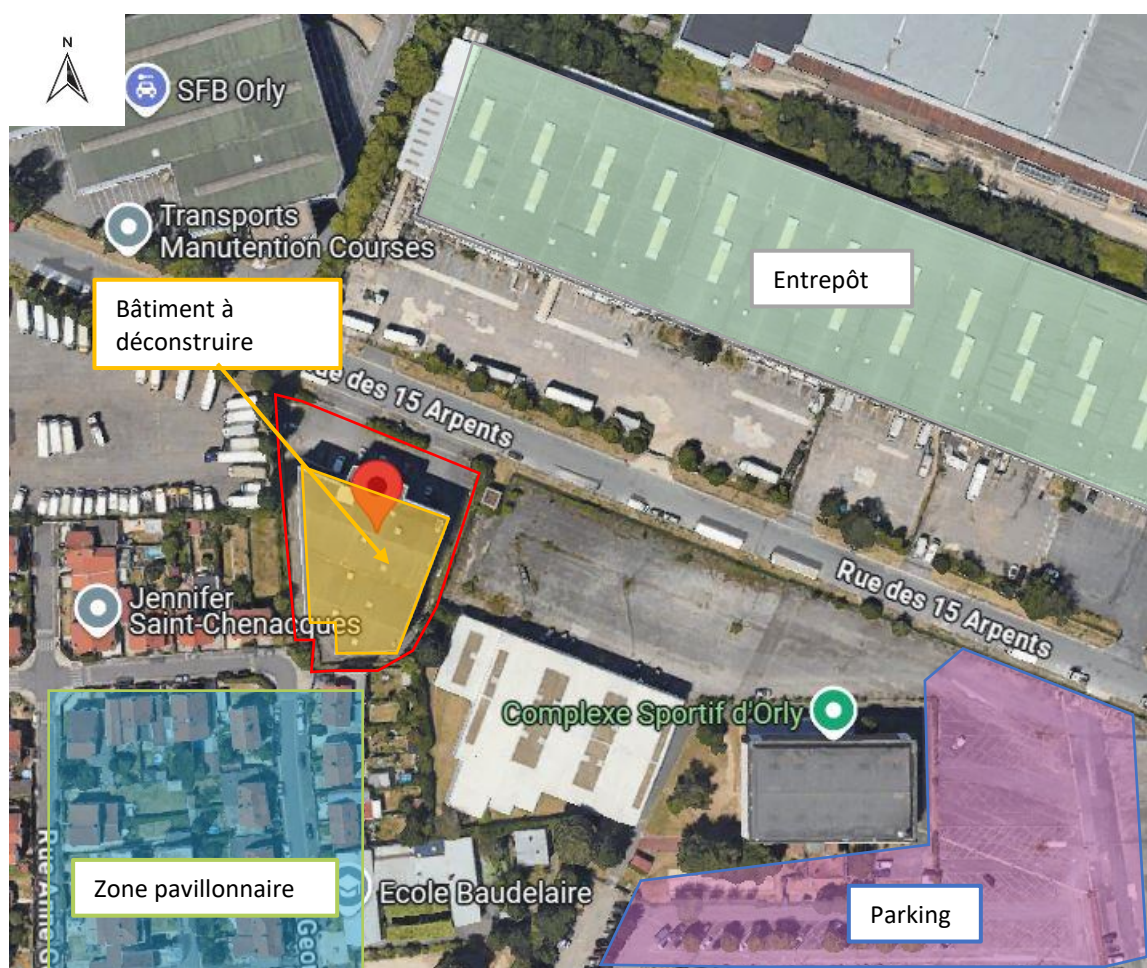 N
SFB Orly
Transports
Manutention Courses
Entrepôt
Bâtiment à
déconstruire
Rue des 15 Arpents
Rue des 15 Arpents
Jennifer
Saint-Chenacques
Complexe Sportif d'Orly
Zone pavillonnaire
Ecole Baudelaire
Parking